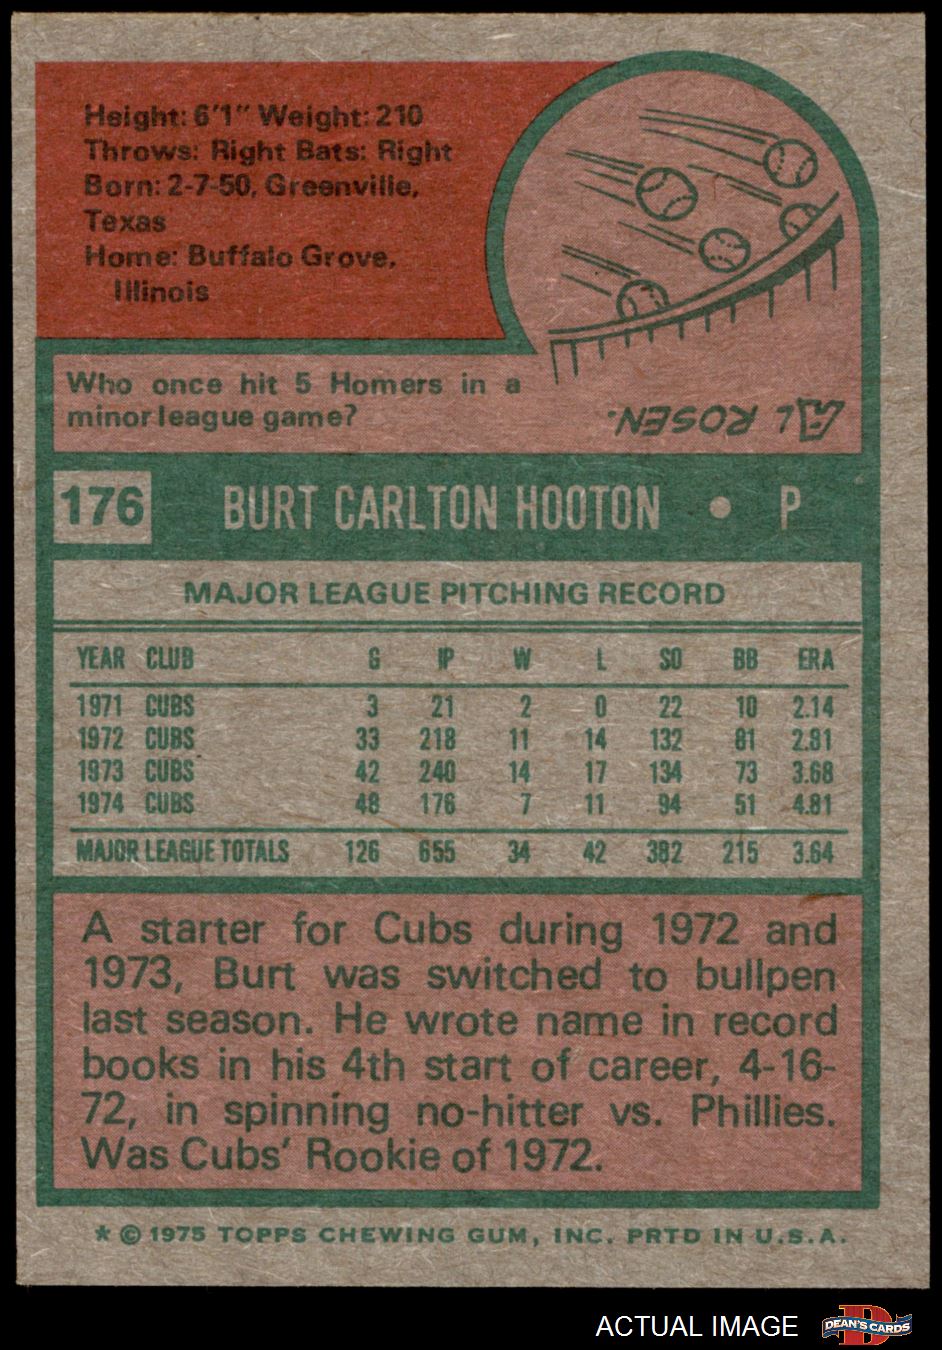 Height: 6'1" Weight: 210
Throws: Right Bats: Right
Born: 2-7-50, Greenville,
Texas
Home: Buffalo Grove,
Illinois
Who once hit 5 Homers in a
minor league game?
AL ROSEN.
176 BURT CARLTON HOOTON • P
MAJOR LEAGUE PITCHING RECORD
YEAR CLUB G IP W L SO BB ERA
1971 CUBS 3 21 2 0 22 10 2.14
1972 CUBS 33 218 11 14 132 81 2.81
1973 CUBS 42 240 14 17 134 73 3.68
1974 CUBS 48 176 7 11 94 51 4.81
MAJOR LEAGUE TOTALS 126 655 34 42 382 215 3.64
A starter for Cubs during 1972 and
1973, Burt was switched to bullpen
last season. He wrote name in record
books in his 4th start of career, 4-16-
72, in spinning no-hitter vs. Phillies.
Was Cubs' Rookie of 1972.
* © 1975 TOPPS CHEWING GUM, INC. PRTD IN U.S.A.
ACTUAL IMAGE DEAN'S CARDS